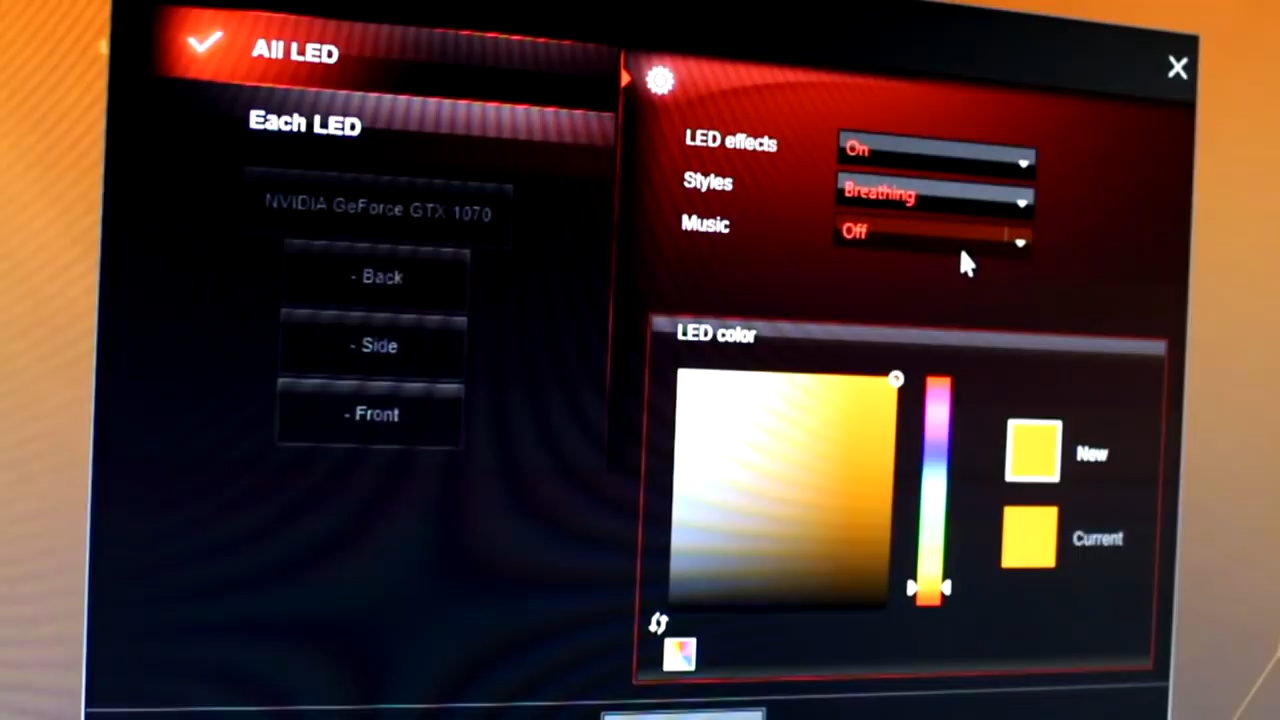 All LED
Each LED
NVIDIA GeForce GTX 1070
- Back
- Side
- Front
LED effects
On
Styles
Breathing
Music
Off
LED color
New
Current